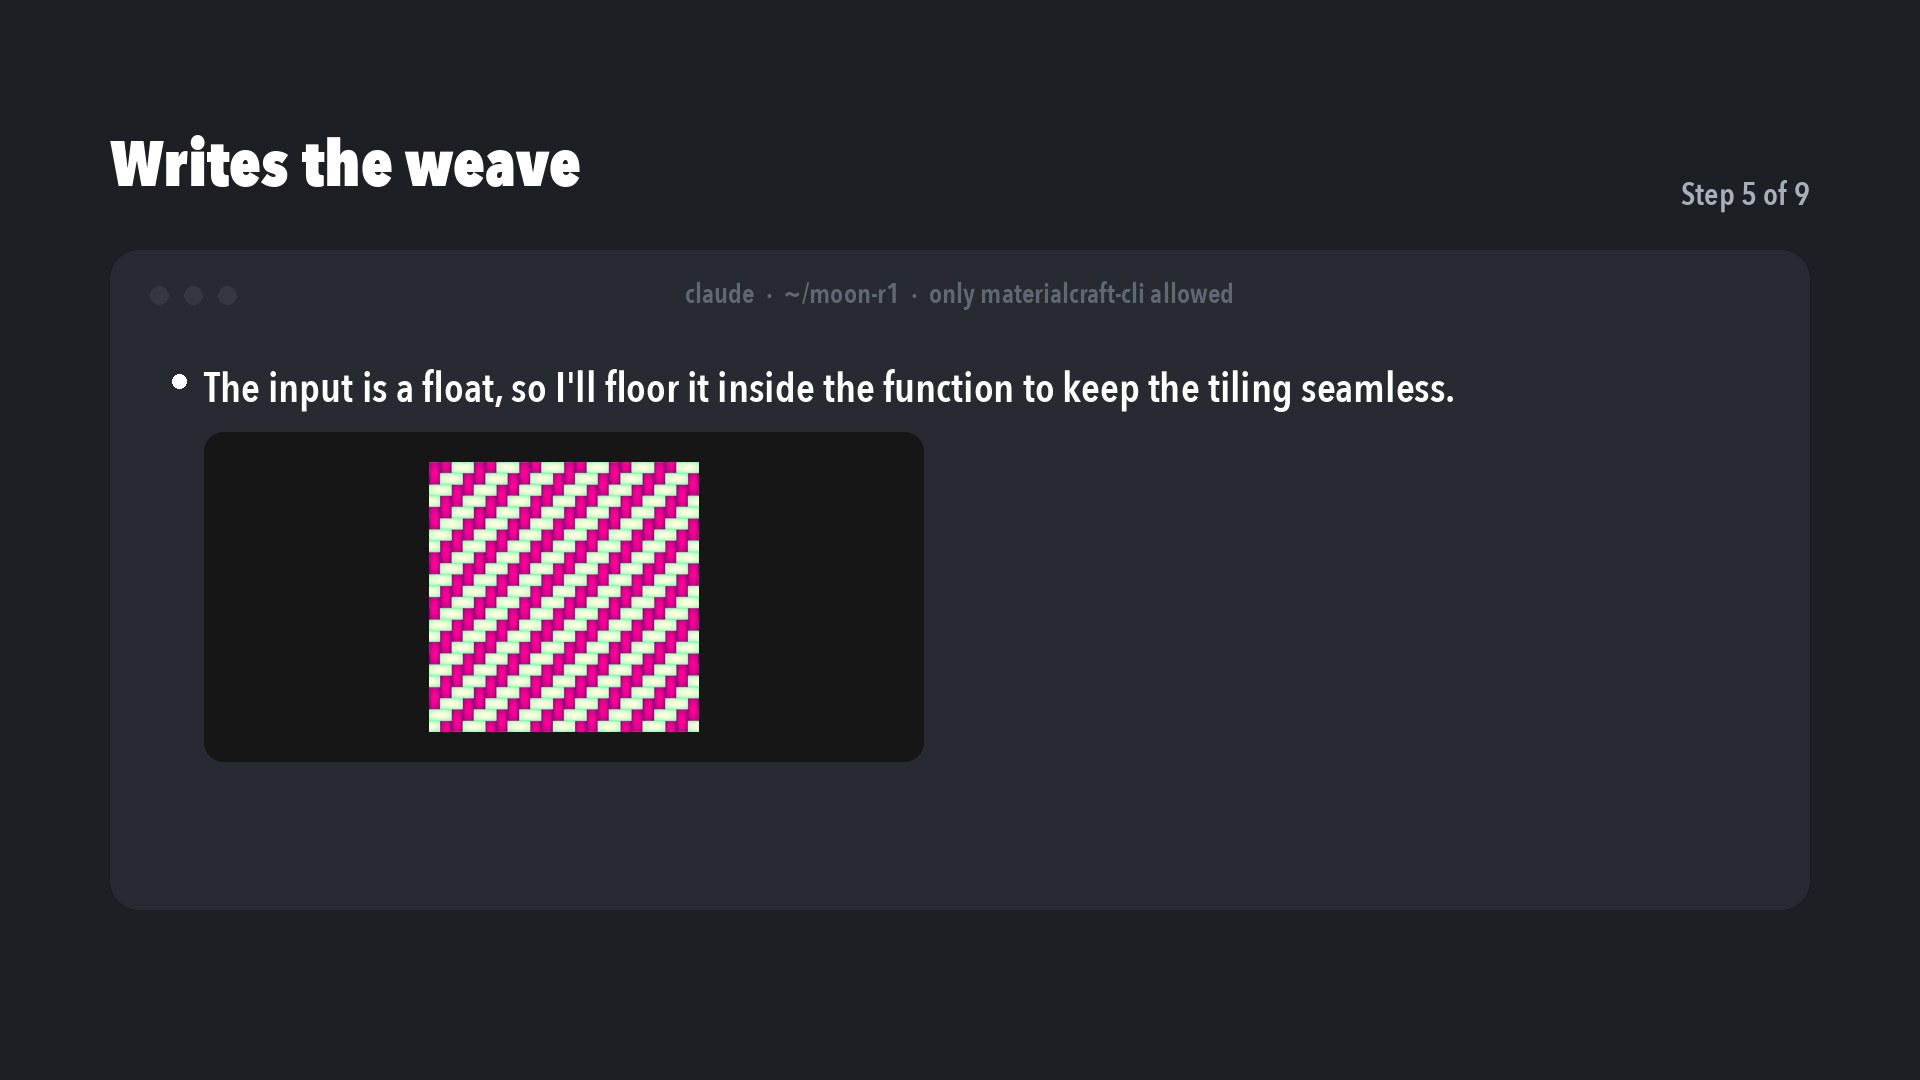 Writes the weave
Step 5 of 9
claude · ~/moon-r1 · only materialcraft-cli allowed
The input is a float, so I'll floor it inside the function to keep the tiling seamless.